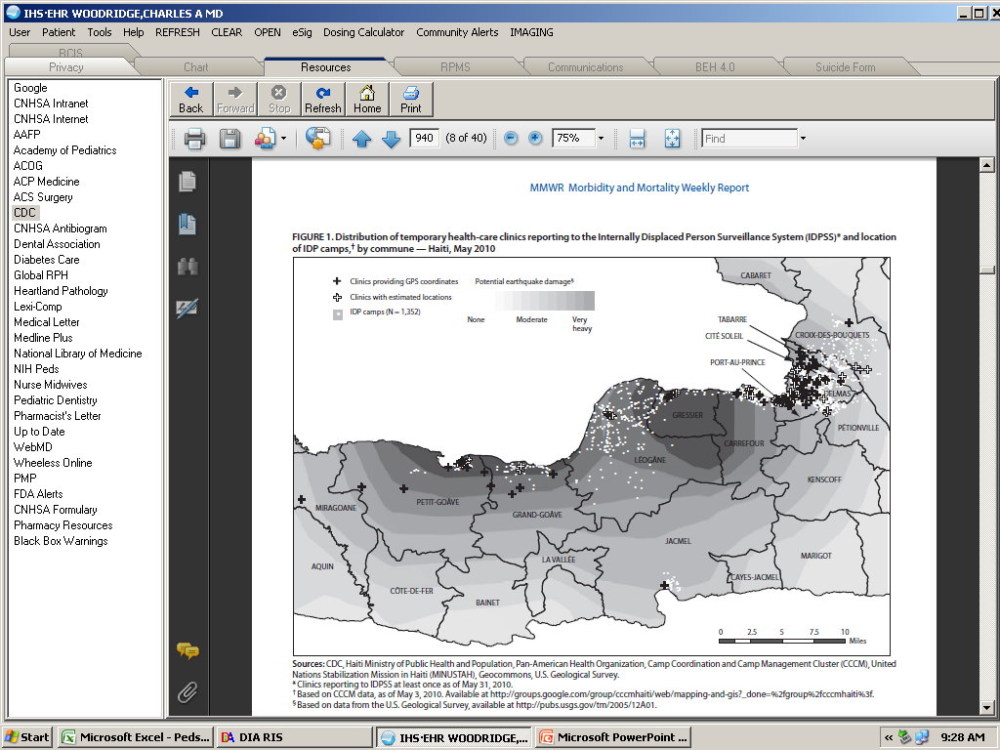 IHS-EHR WOODRIDGE,CHARLES A MD
User Patient Tools Help REFRESH CLEAR OPEN eSig Dosing Calculator Community Alerts IMAGING
RCIS
Privacy Chart Resources RPMS Communications BEH 4.0 Suicide Form
Google
CNHSA Intranet
CNHSA Internet
AAFP
Academy of Pediatrics
ACOG
ACP Medicine
ACS Surgery
CDC
CNHSA Antibiogram
Dental Association
Diabetes Care
Global RPH
Heartland Pathology
Lexi-Comp
Medical Letter
Medline Plus
National Library of Medicine
NIH Peds
Nurse Midwives
Pediatric Dentistry
Pharmacist's Letter
Up to Date
WebMD
Wheeless Online
PMP
FDA Alerts
CNHSA Formulary
Pharmacy Resources
Black Box Warnings
Back Forward Stop Refresh Home Print
940 (8 of 40) 75% Find
MMWR Morbidity and Mortality Weekly Report
FIGURE 1. Distribution of temporary health-care clinics reporting to the Internally Displaced Person Surveillance System (IDPSS)* and location
of IDP camps,† by commune — Haiti, May 2010
Clinics providing GPS coordinates
Clinics with estimated locations
IDP camps (N = 1,352)
Potential earthquake damage§
None Moderate Very
heavy
CABARET
TABARRE
CROIX-DES-BOUQUETS
CITÉ SOLEIL
PORT-AU-PRINCE
DELMAS
GRESSIER
PÉTIONVILLE
CARREFOUR
LÉOGÂNE
KENSCOFF
PETIT-GOÂVE
MIRAGOANE
GRAND-GOÂVE
JACMEL
MARIGOT
LA VALLÉE
AQUIN
CAYES-JACMEL
CÔTE-DE-FER
BAINET
0 2.5 5 7.5 10
Miles
Sources: CDC, Haiti Ministry of Public Health and Population, Pan-American Health Organization, Camp Coordination and Camp Management Cluster (CCCM), United
Nations Stabilization Mission in Haiti (MINUSTAH), Geocommons, U.S. Geological Survey.
* Clinics reporting to IDPSS at least once as of May 31, 2010.
† Based on CCCM data, as of May 3, 2010. Available at http://groups.google.com/group/cccmhaiti/web/mapping-and-gis?_done=%2fgroup%2fcccmhaiti%3f.
§ Based on data from the U.S. Geological Survey, available at http://pubs.usgs.gov/tm/2005/12A01.
Start Microsoft Excel - Peds... DIA RIS IHS-EHR WOODRIDGE,... Microsoft PowerPoint ... 9:28 AM